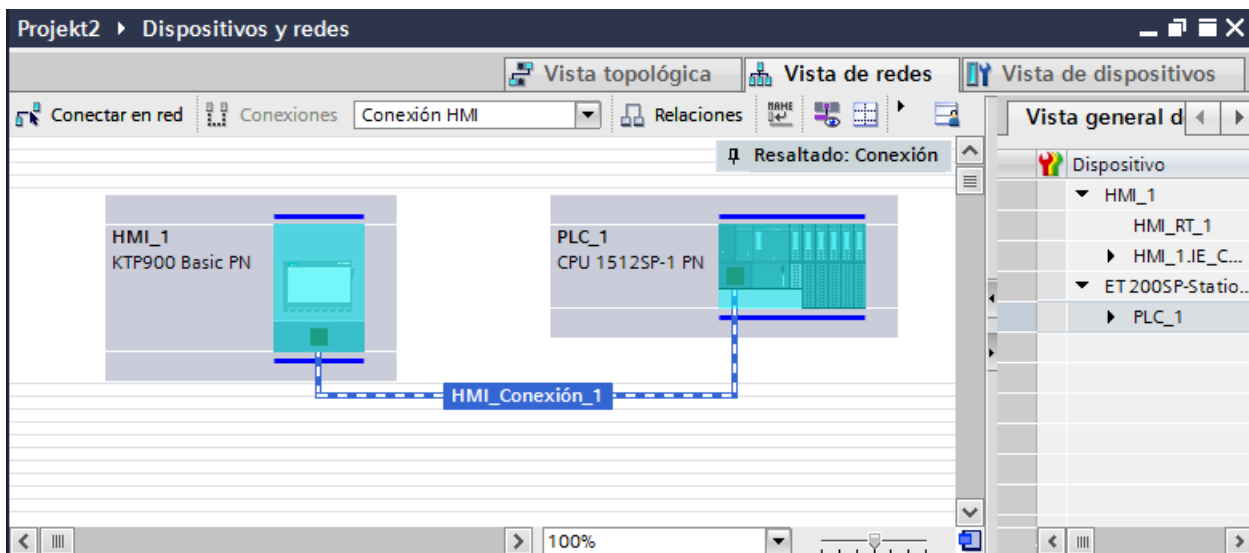 Projekt2 ▸ Dispositivos y redes
Vista topológica Vista de redes Vista de dispositivos
Conectar en red Conexiones Conexión HMI Relaciones
Vista general d
Resaltado: Conexión
Dispositivo
HMI_1
HMI_RT_1
HMI_1.IE_C...
ET 200SP-Statio...
PLC_1
HMI_1
KTP900 Basic PN
PLC_1
CPU 1512SP-1 PN
HMI_Conexión_1
100%